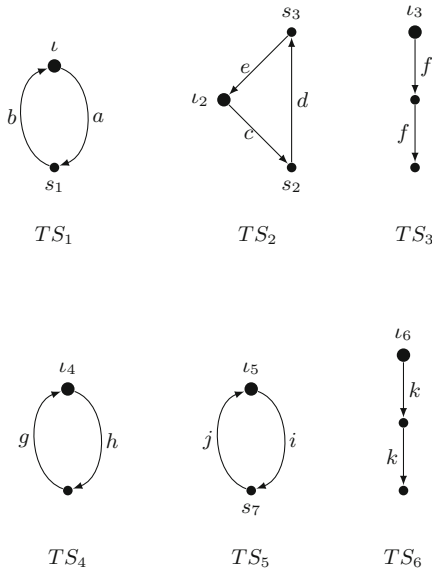 s₃
ι ι₃
e f
b a ι₂ d
c f
s₁ s₂
TS₁ TS₂ TS₃
ι₆
ι₄ ι₅
k
g h j i
k
s₇
TS₄ TS₅ TS₆